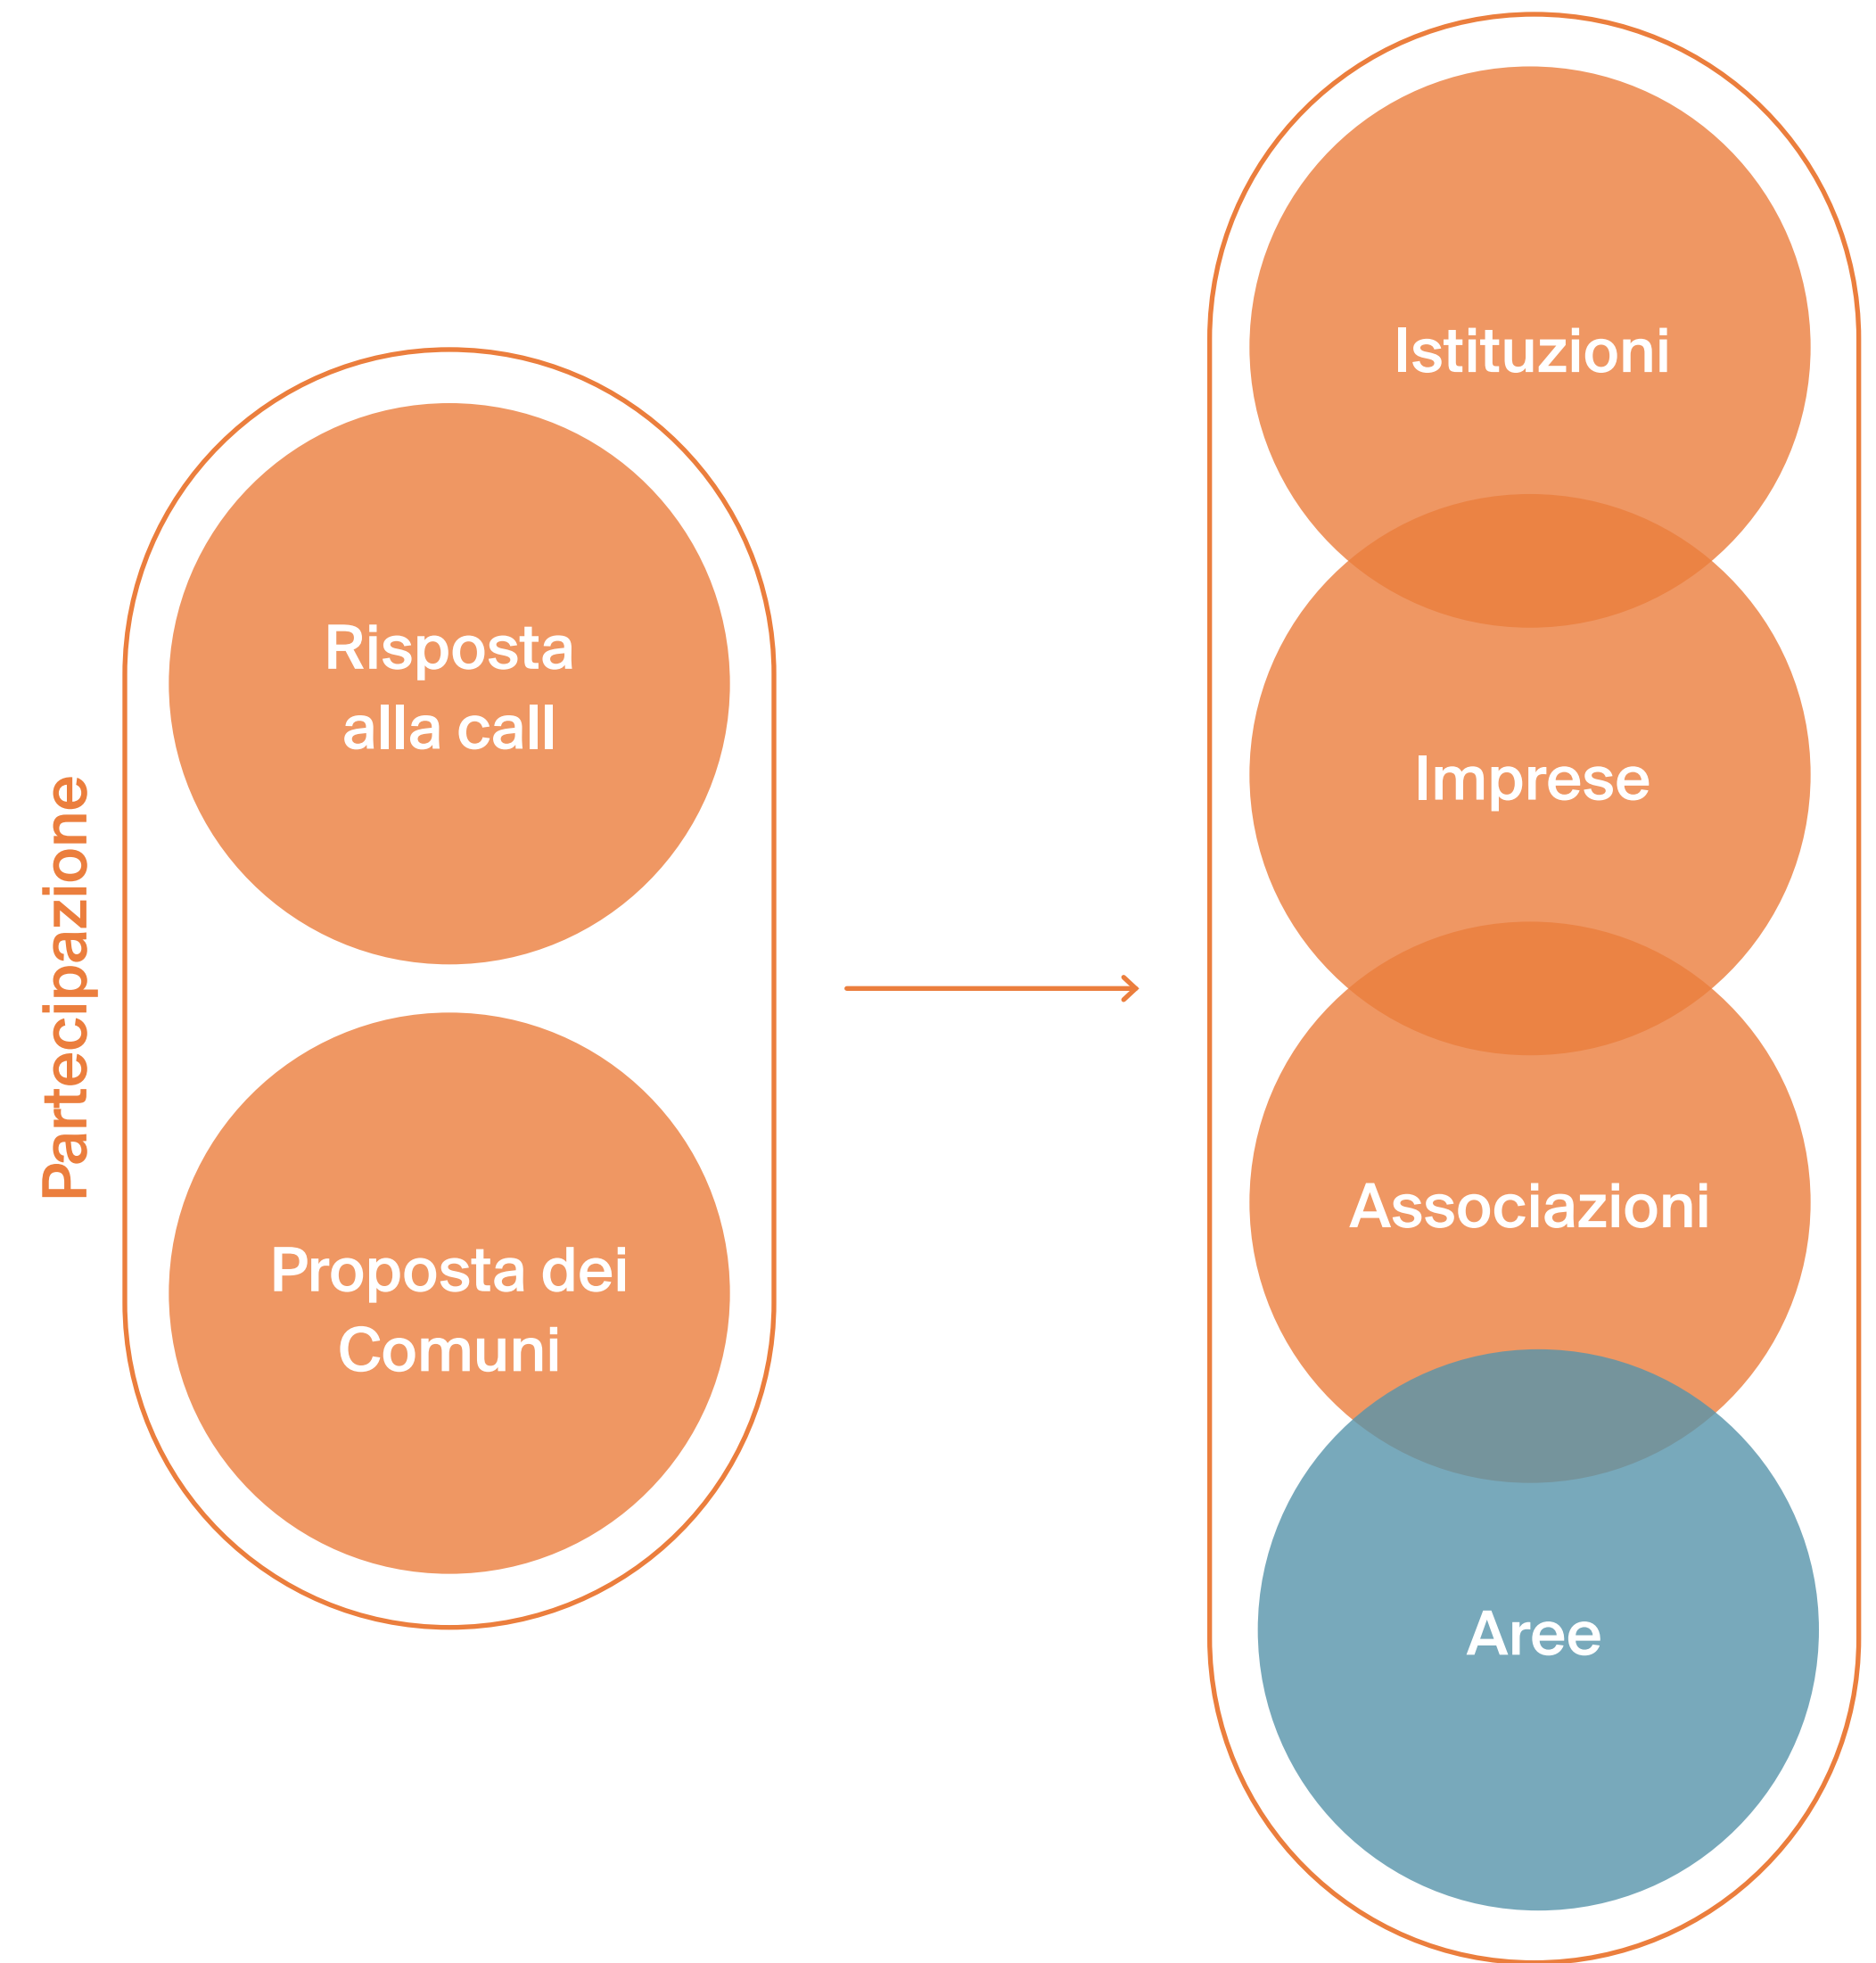 Partecipazione
Risposta
alla call
Proposta dei
Comuni
Istituzioni
Imprese
Associazioni
Aree